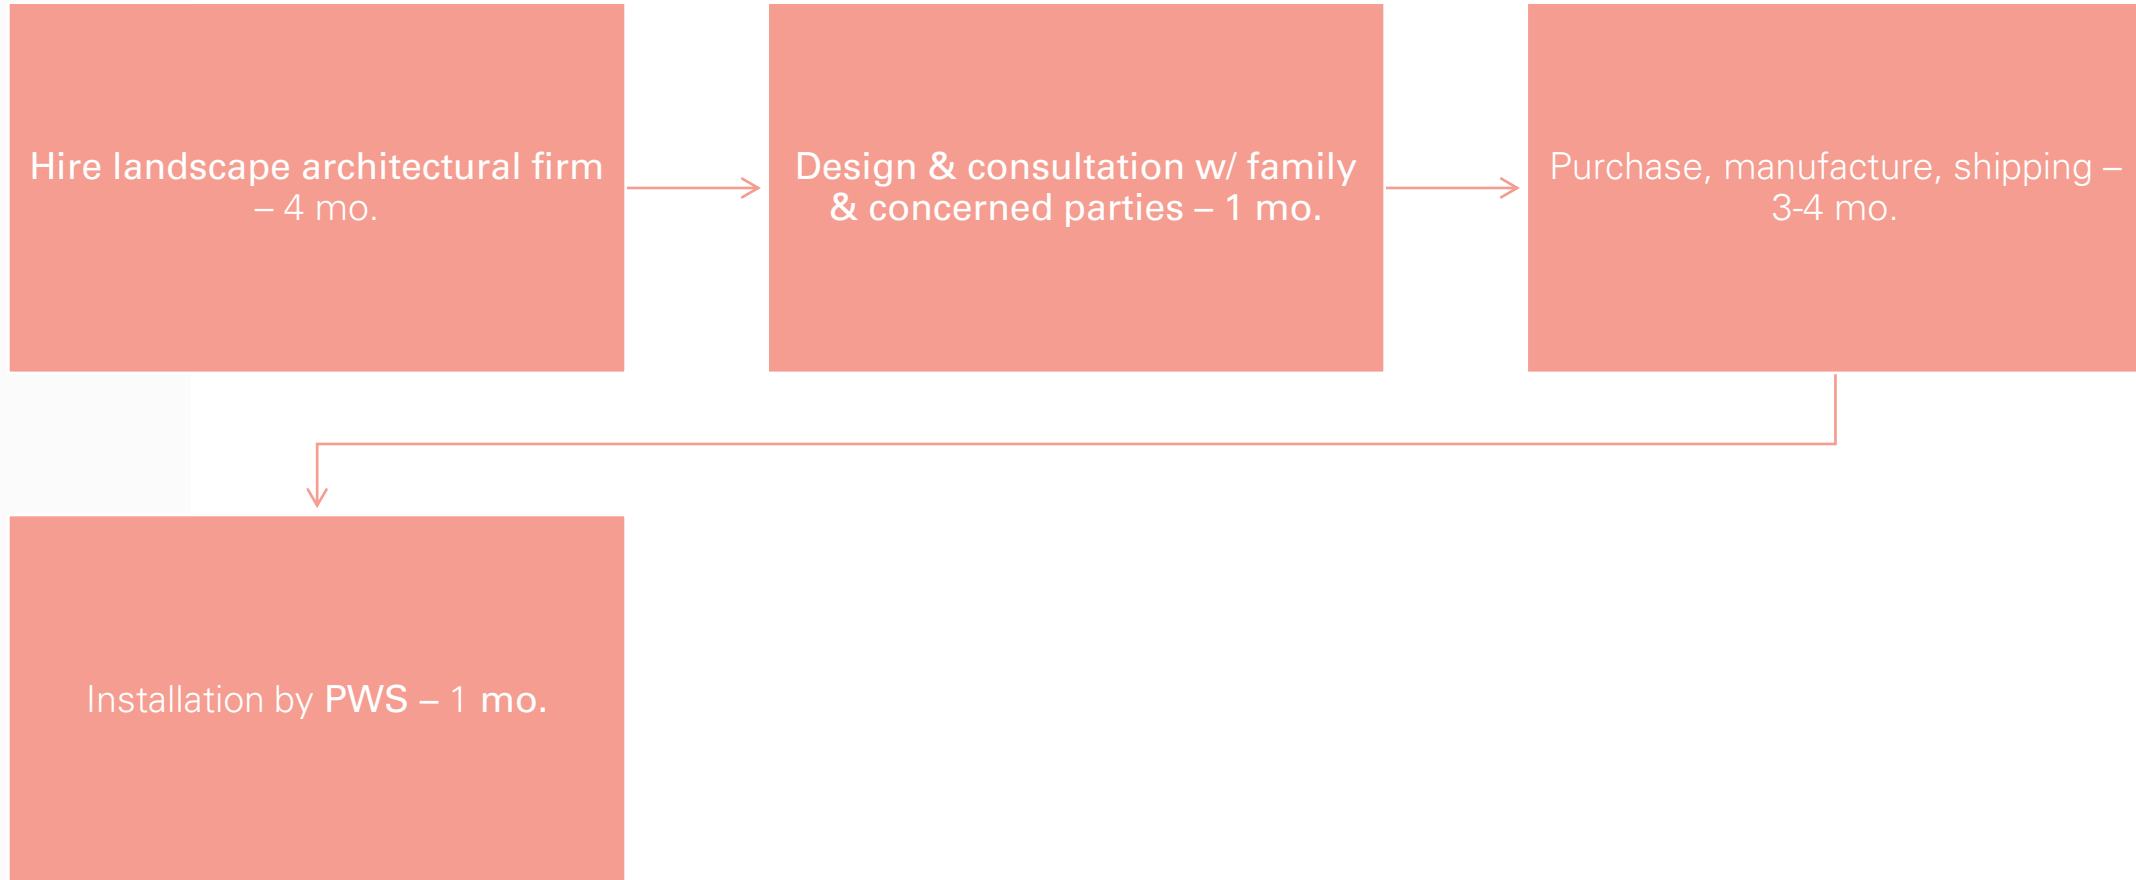 Hire landscape architectural firm
– 4 mo.
Design & consultation w/ family
& concerned parties – 1 mo.
Purchase, manufacture, shipping –
3-4 mo.
Installation by PWS – 1 mo.